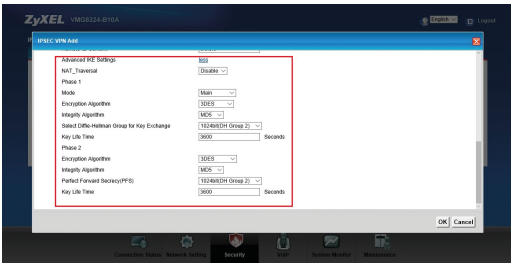 ZyXEL VMG8324-B10A
English
Logout
IPSEC VPN Add
Advanced IKE Settings less
NAT_Traversal Disable
Phase 1
Mode Main
Encryption Algorithm 3DES
Integrity Algorithm MD5
Select Diffie-Hellman Group for Key Exchange 1024bit(DH Group 2)
Key Life Time 3600 Seconds
Phase 2
Encryption Algorithm 3DES
Integrity Algorithm MD5
Perfect Forward Secrecy(PFS) 1024bit(DH Group 2)
Key Life Time 3600 Seconds
OK Cancel
Connection Status Network Setting Security VoIP System Monitor Maintenance